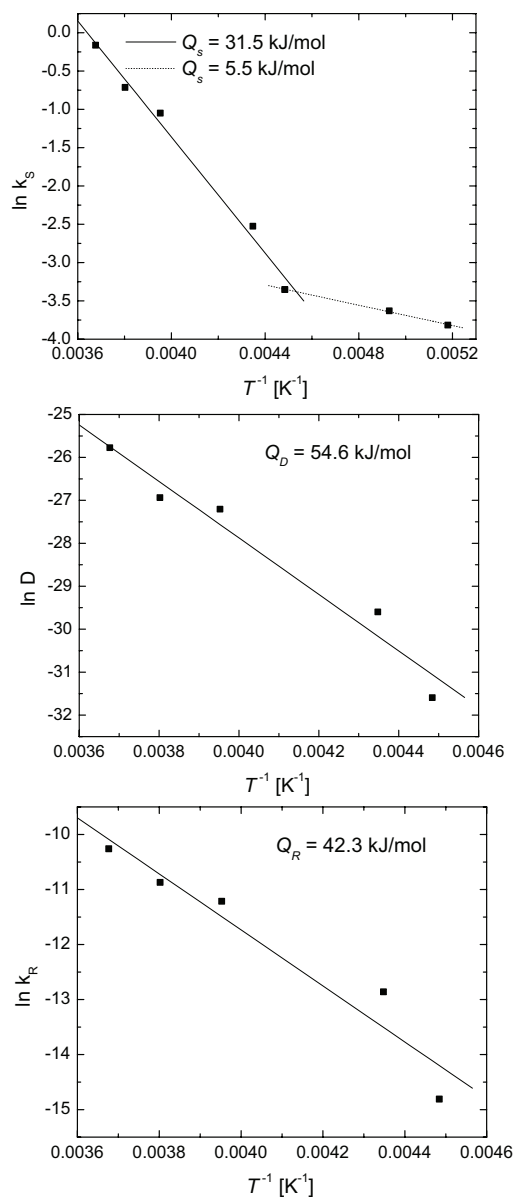 0.0
Q_s = 31.5 kJ/mol
-0.5
Q_s = 5.5 kJ/mol
-1.0
-1.5
-2.0
ln k_S
-2.5
-3.0
-3.5
-4.0
0.0036 0.0040 0.0044 0.0048 0.0052
T^-1 [K^-1]
-25
-26
Q_D = 54.6 kJ/mol
-27
-28
ln D
-29
-30
-31
-32
0.0036 0.0038 0.0040 0.0042 0.0044 0.0046
T^-1 [K^-1]
-10
Q_R = 42.3 kJ/mol
-11
-12
ln k_R
-13
-14
-15
0.0036 0.0038 0.0040 0.0042 0.0044 0.0046
T^-1 [K^-1]